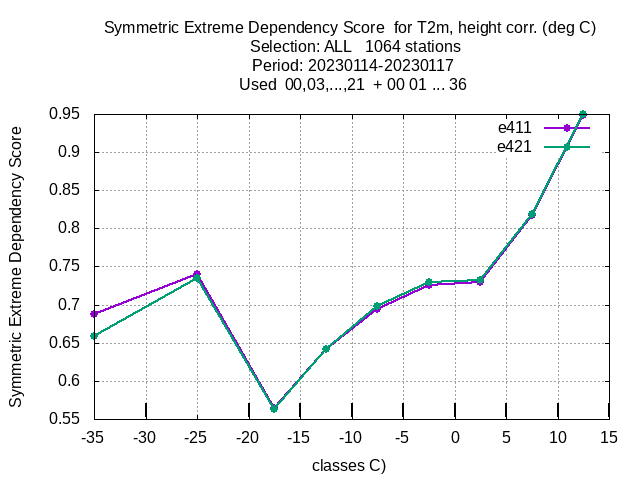 Symmetric Extreme Dependency Score  for T2m, height corr. (deg C)
Selection: ALL   1064 stations
Period: 20230114-20230117
Used  00,03,...,21  + 00 01 ... 36
Symmetric Extreme Dependency Score
0.95
0.9
0.85
0.8
0.75
0.7
0.65
0.6
0.55
e411
e421
-35 -30 -25 -20 -15 -10 -5 0 5 10 15
classes C)